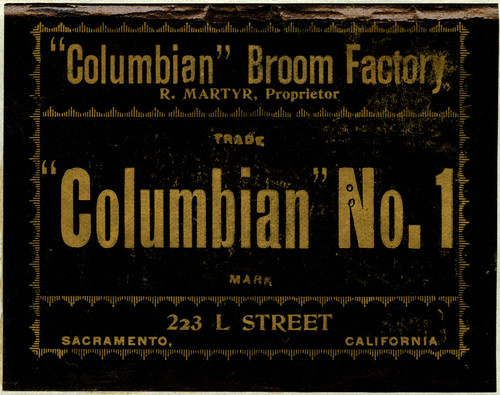 "Columbian" Broom Factory,
R. MARTYR, Proprietor
TRADE
"Columbian" No. 1
MARK
223 L STREET
SACRAMENTO, CALIFORNIA